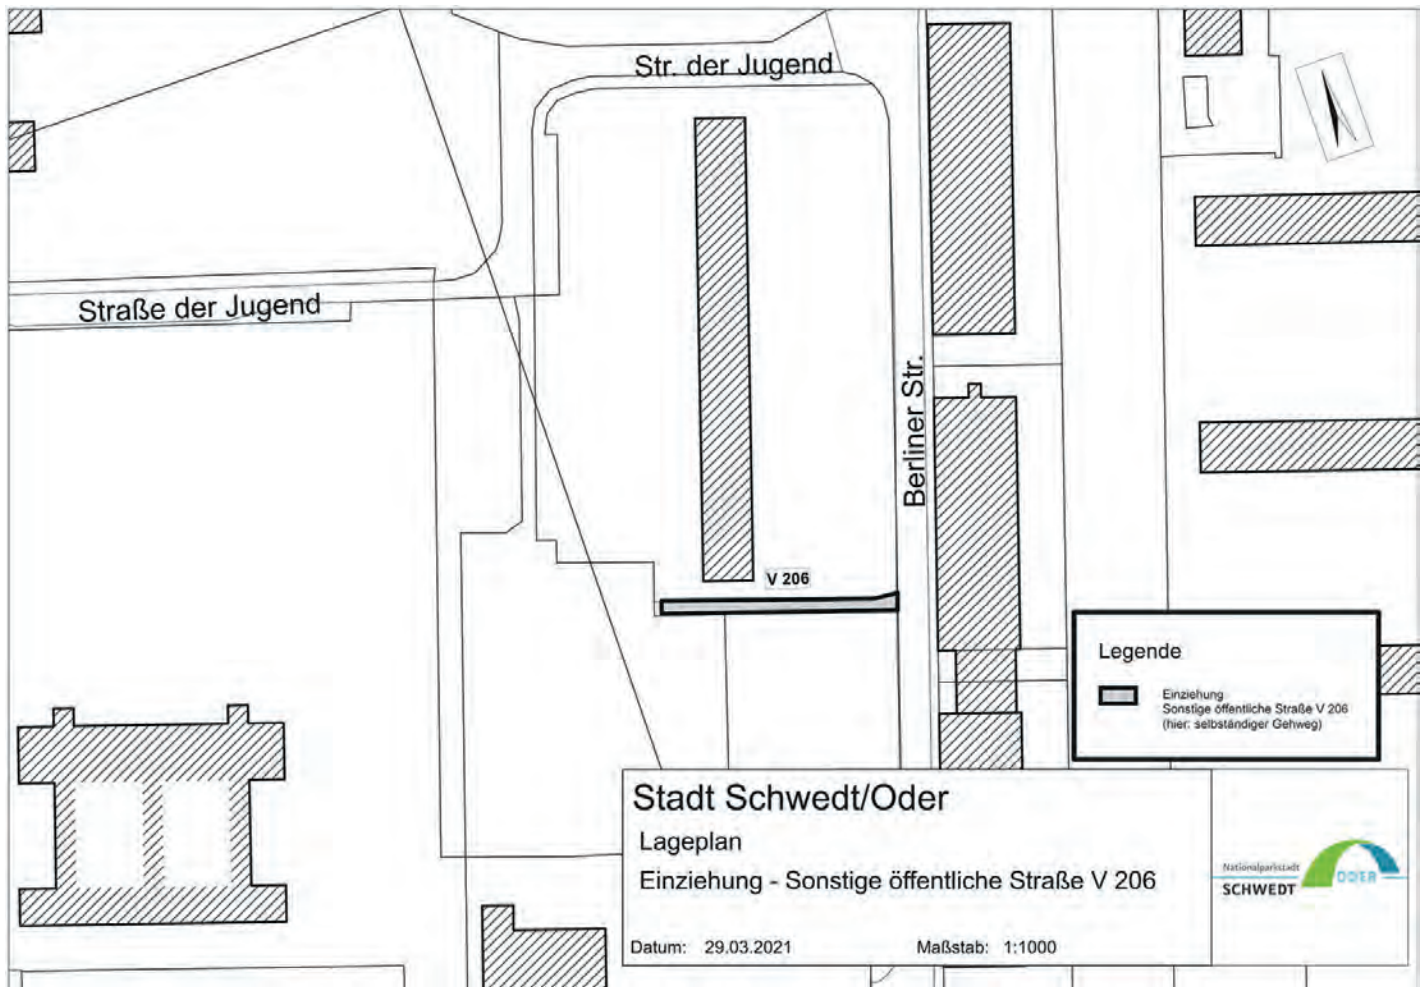 Str. der Jugend
Straße der Jugend
Berliner Str.
V 206
Legende
Einziehung
Sonstige öffentliche Straße V 206
(hier: selbständiger Gehweg)
Stadt Schwedt/Oder
Lageplan
Einziehung - Sonstige öffentliche Straße V 206
Datum: 29.03.2021 Maßstab: 1:1000
Nationalparkstadt
SCHWEDT
ODER